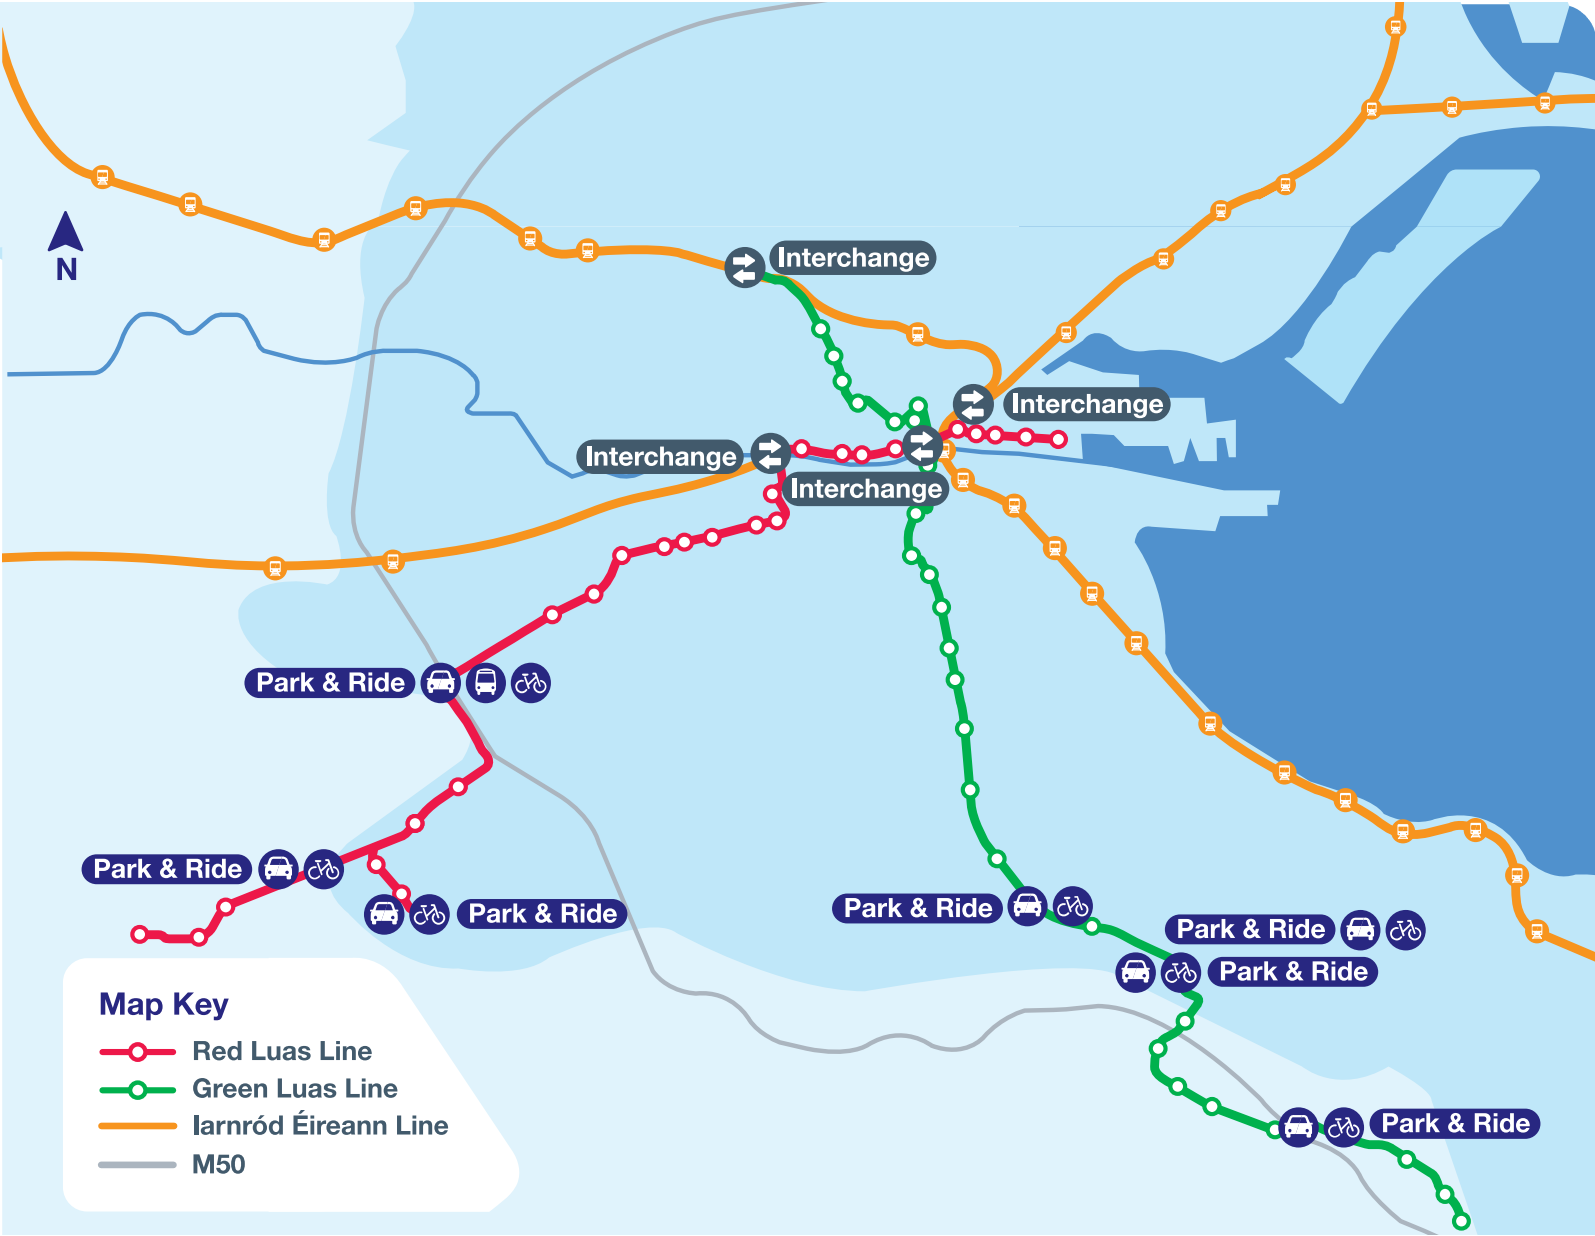 N
Interchange
Interchange
Interchange
Interchange
Park & Ride
Park & Ride
Park & Ride
Park & Ride
Park & Ride
Park & Ride
Park & Ride
Map Key
Red Luas Line
Green Luas Line
Iarnród Éireann Line
M50